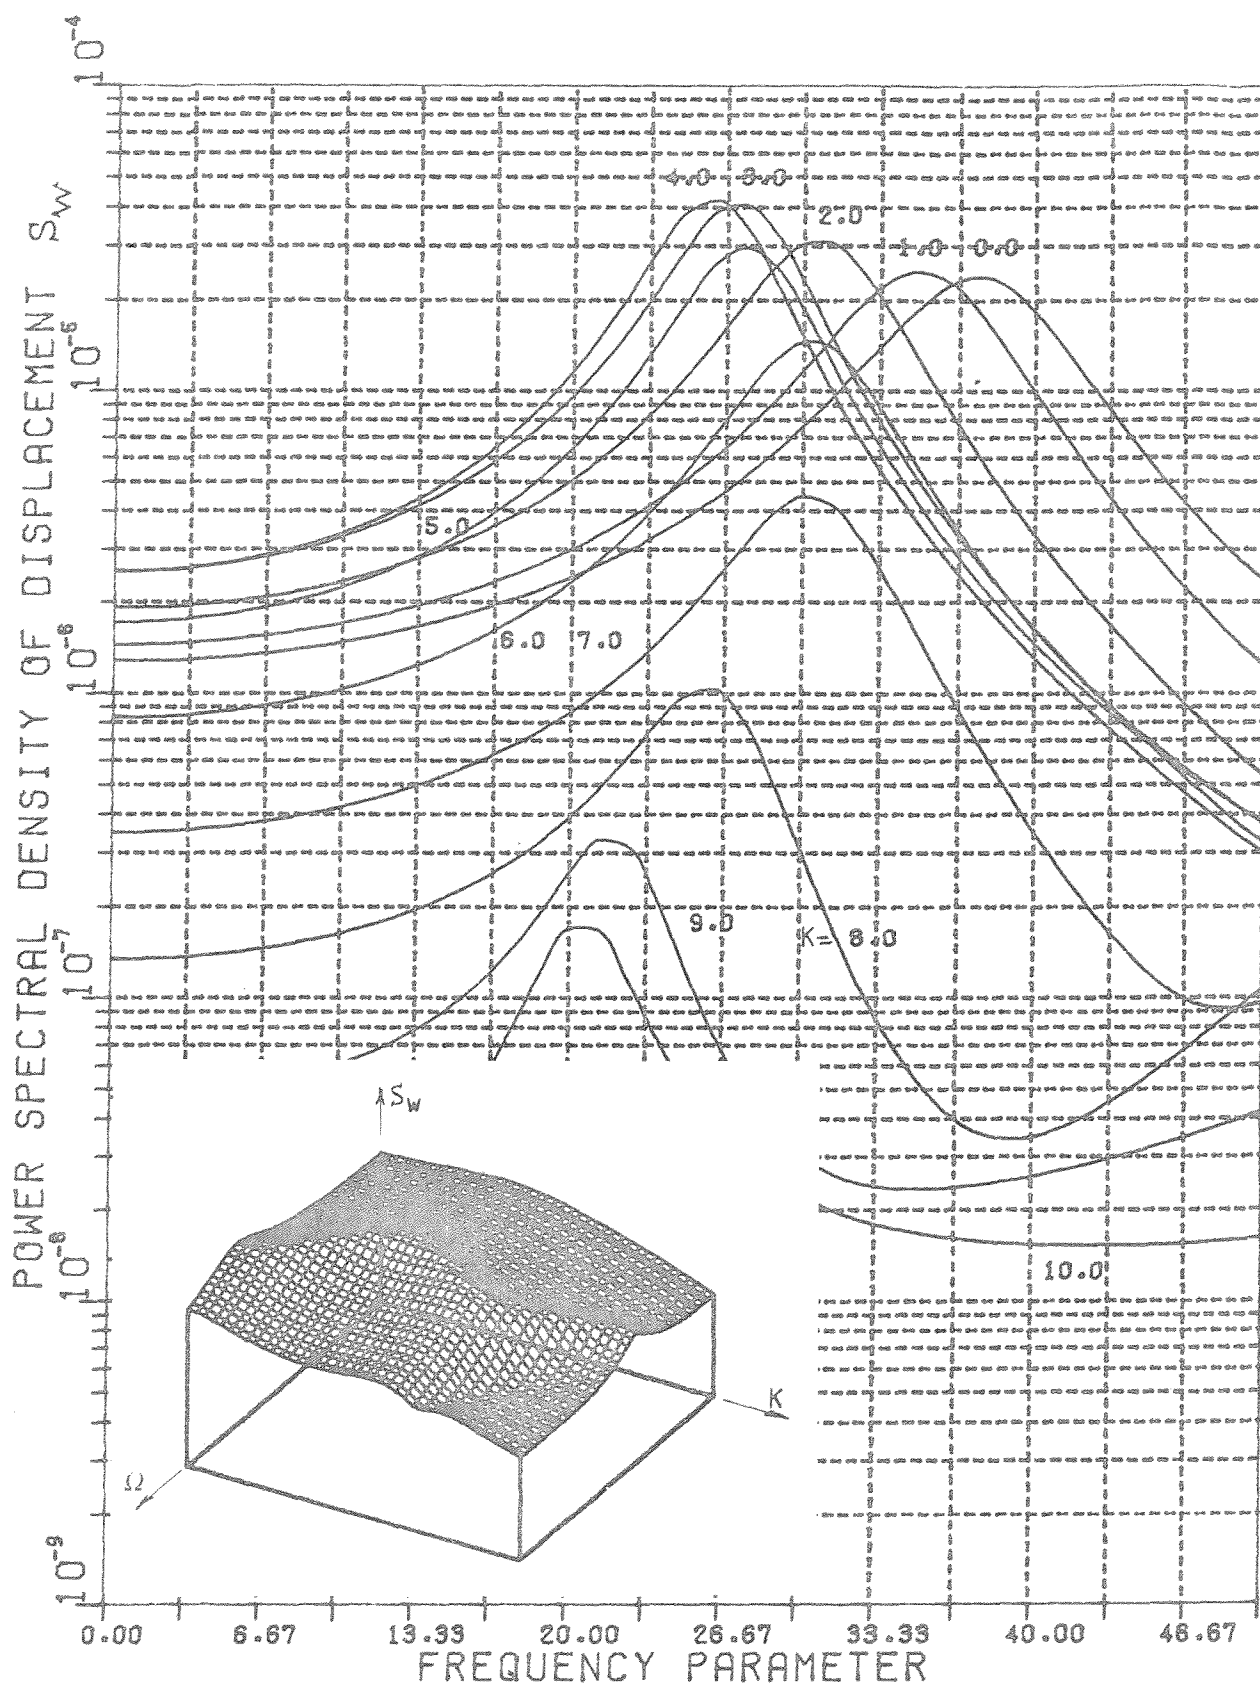 POWER SPECTRAL DENSITY OF DISPLACEMENT Sw
10-4
10-5
10-6
10-7
10-8
10-9
4.0 3.0
2.0
1.0 0.0
5.0
6.0 7.0
9.0
K= 8.0
10.0
Sw
K
Ω
0.00 6.67 13.33 20.00 26.67 33.33 40.00 46.67
FREQUENCY PARAMETER